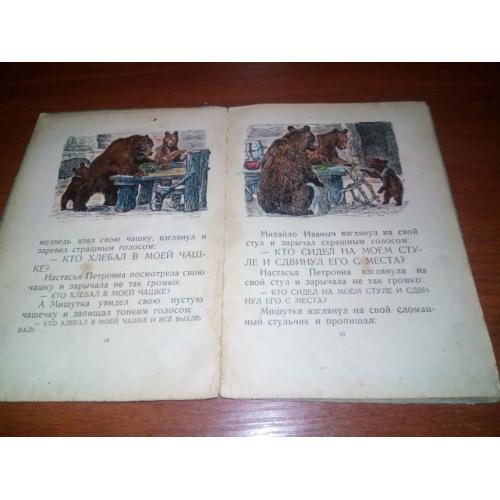 медведь взял свою чашку, взглянул и
заревел страшным голосом:
— КТО ХЛЕБАЛ В МОЕЙ ЧАШ-
КЕ?
Настасья Петровна посмотрела свою
чашку и зарычала не так громко:
— КТО ХЛЕБАЛ В МОЕЙ ЧАШКЕ?
А Мишутка увидел свою пустую
чашечку и запищал тонким голосом:
— КТО ХЛЕБАЛ В МОЕЙ ЧАШКЕ И ВСЁ ВЫХЛЕ-
БАЛ?
Михайло Иваныч взглянул на свой
стул и зарычал страшным голосом:
— КТО СИДЕЛ НА МОЁМ СТУ-
ЛЕ И СДВИНУЛ ЕГО С МЕСТА?
Настасья Петровна взглянула на
свой стул и зарычала не так громко:
— КТО СИДЕЛ НА МОЁМ СТУЛЕ И СДВИ-
НУЛ ЕГО С МЕСТА?
Мишутка взглянул на свой сломан-
ный стульчик и пропищал: